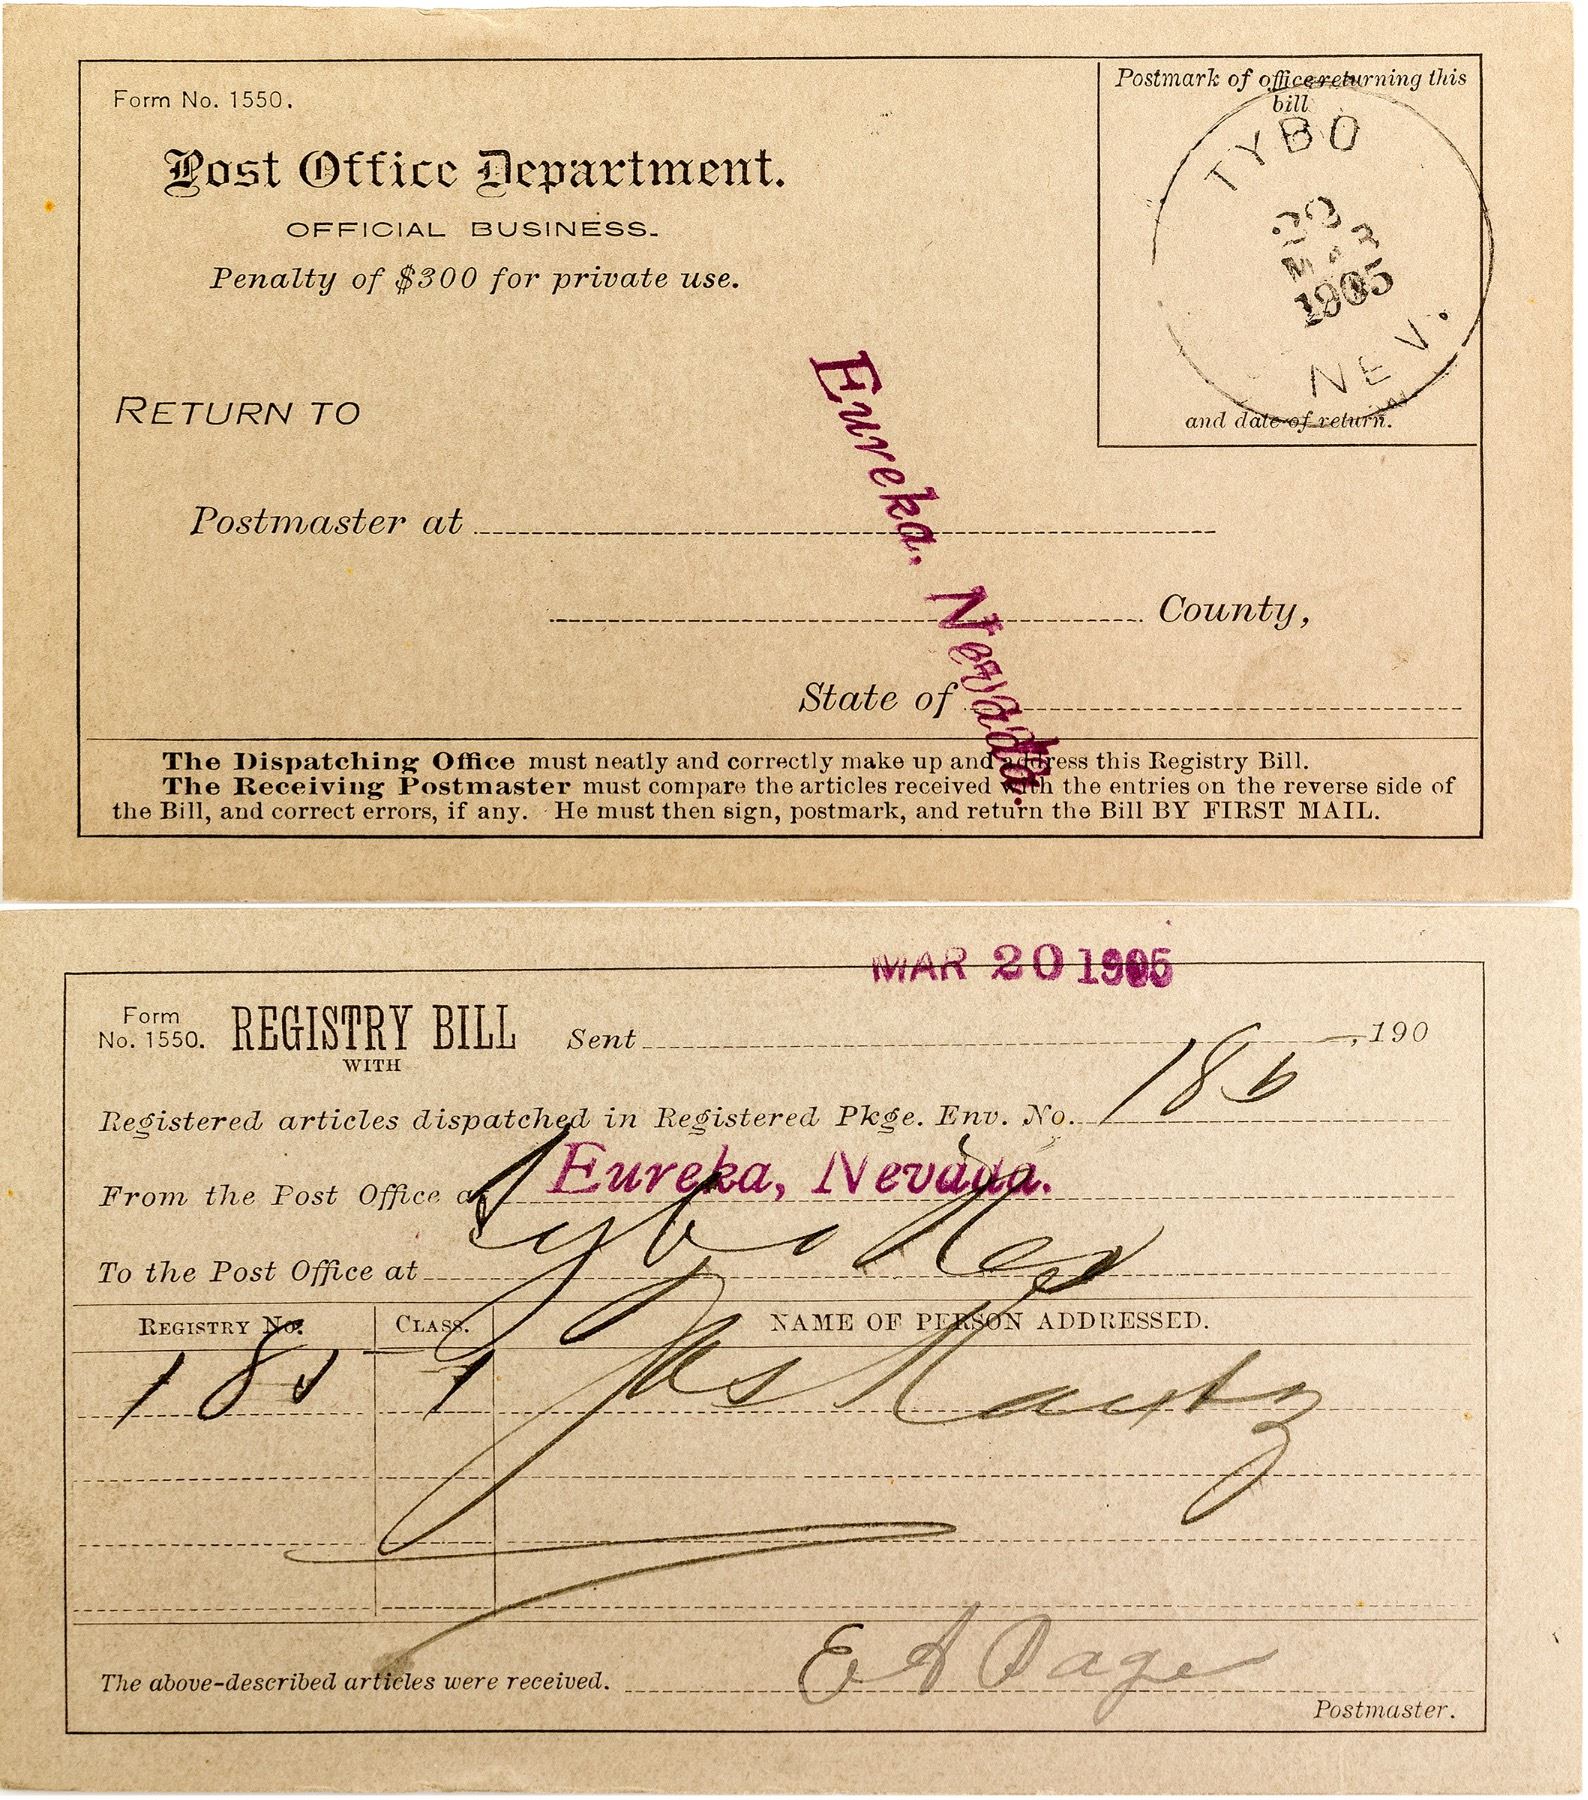 Form No. 1550.
Post Office Department.
OFFICIAL BUSINESS.
Penalty of $300 for private use.
Postmark of office returning this
bill
TYBO
1905
NEV.
and date of return.
RETURN TO
Eureka, Nevada.
Postmaster at
County,
State of
The Dispatching Office must neatly and correctly make up and address this Registry Bill.
The Receiving Postmaster must compare the articles received with the entries on the reverse side of
the Bill, and correct errors, if any. He must then sign, postmark, and return the Bill BY FIRST MAIL.
MAR 20 1905
Form
No. 1550. REGISTRY BILL Sent , 190
WITH
Registered articles dispatched in Registered Pkge. Env. No.
From the Post Office at Eureka, Nevada.
To the Post Office at Tybo Nev
REGISTRY No. CLASS. NAME OF PERSON ADDRESSED.
1 Jas Kautz
The above-described articles were received. E A Page
Postmaster.